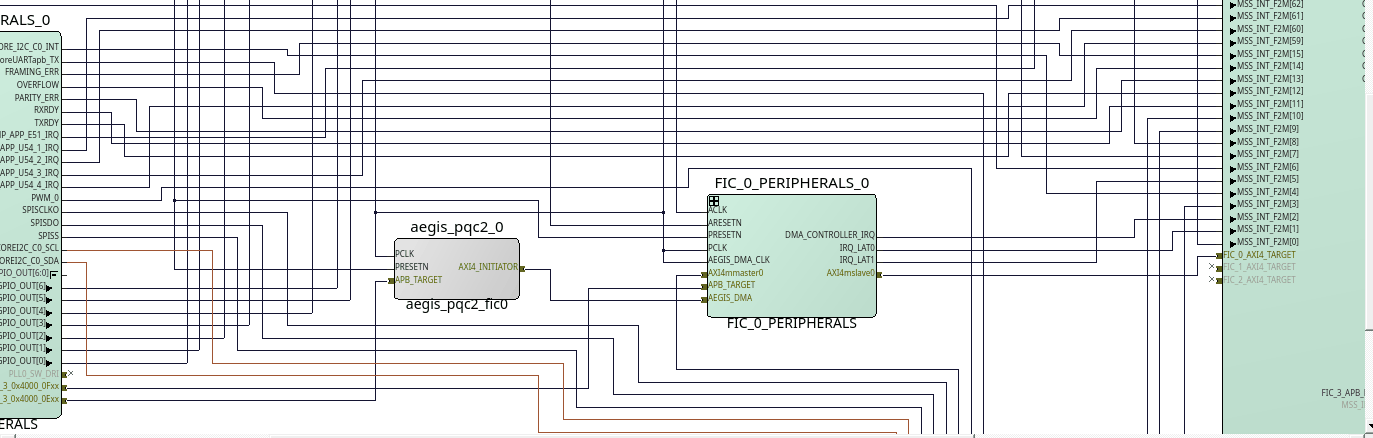 RALS_0
ORE_I2C_C0_INT
oreUARTapb_TX
FRAMING_ERR
OVERFLOW
PARITY_ERR
RXRDY
TXRDY
IP_APP_E51_IRQ
APP_U54_1_IRQ
APP_U54_2_IRQ
APP_U54_3_IRQ
APP_U54_4_IRQ
PWM_0
SPISCLKO
SPISDO
SPISS
OREI2C_C0_SCL
OREI2C_C0_SDA
PIO_OUT[6:0]
GPIO_OUT[6]
GPIO_OUT[5]
GPIO_OUT[4]
GPIO_OUT[3]
GPIO_OUT[2]
GPIO_OUT[1]
GPIO_OUT[0]
PLL0_SW_DRI
_3_0x4000_0Fxx
_3_0x4000_0Exx
ERALS
aegis_pqc2_0
PCLK
PRESETN
APB_TARGET
AXI4_INITIATOR
aegis_pqc2_fic0
FIC_0_PERIPHERALS_0
ACLK
ARESETN
PRESETN
PCLK
AEGIS_DMA_CLK
AXI4mmaster0
APB_TARGET
AEGIS_DMA
DMA_CONTROLLER_IRQ
IRQ_LAT0
IRQ_LAT1
AXI4mslave0
FIC_0_PERIPHERALS
MSS_INT_F2M[62]
MSS_INT_F2M[61]
MSS_INT_F2M[60]
MSS_INT_F2M[59]
MSS_INT_F2M[15]
MSS_INT_F2M[14]
MSS_INT_F2M[13]
MSS_INT_F2M[12]
MSS_INT_F2M[11]
MSS_INT_F2M[10]
MSS_INT_F2M[9]
MSS_INT_F2M[8]
MSS_INT_F2M[7]
MSS_INT_F2M[6]
MSS_INT_F2M[5]
MSS_INT_F2M[4]
MSS_INT_F2M[3]
MSS_INT_F2M[2]
MSS_INT_F2M[1]
MSS_INT_F2M[0]
FIC_0_AXI4_TARGET
FIC_1_AXI4_TARGET
FIC_2_AXI4_TARGET
FIC_3_APB_
MSS_I